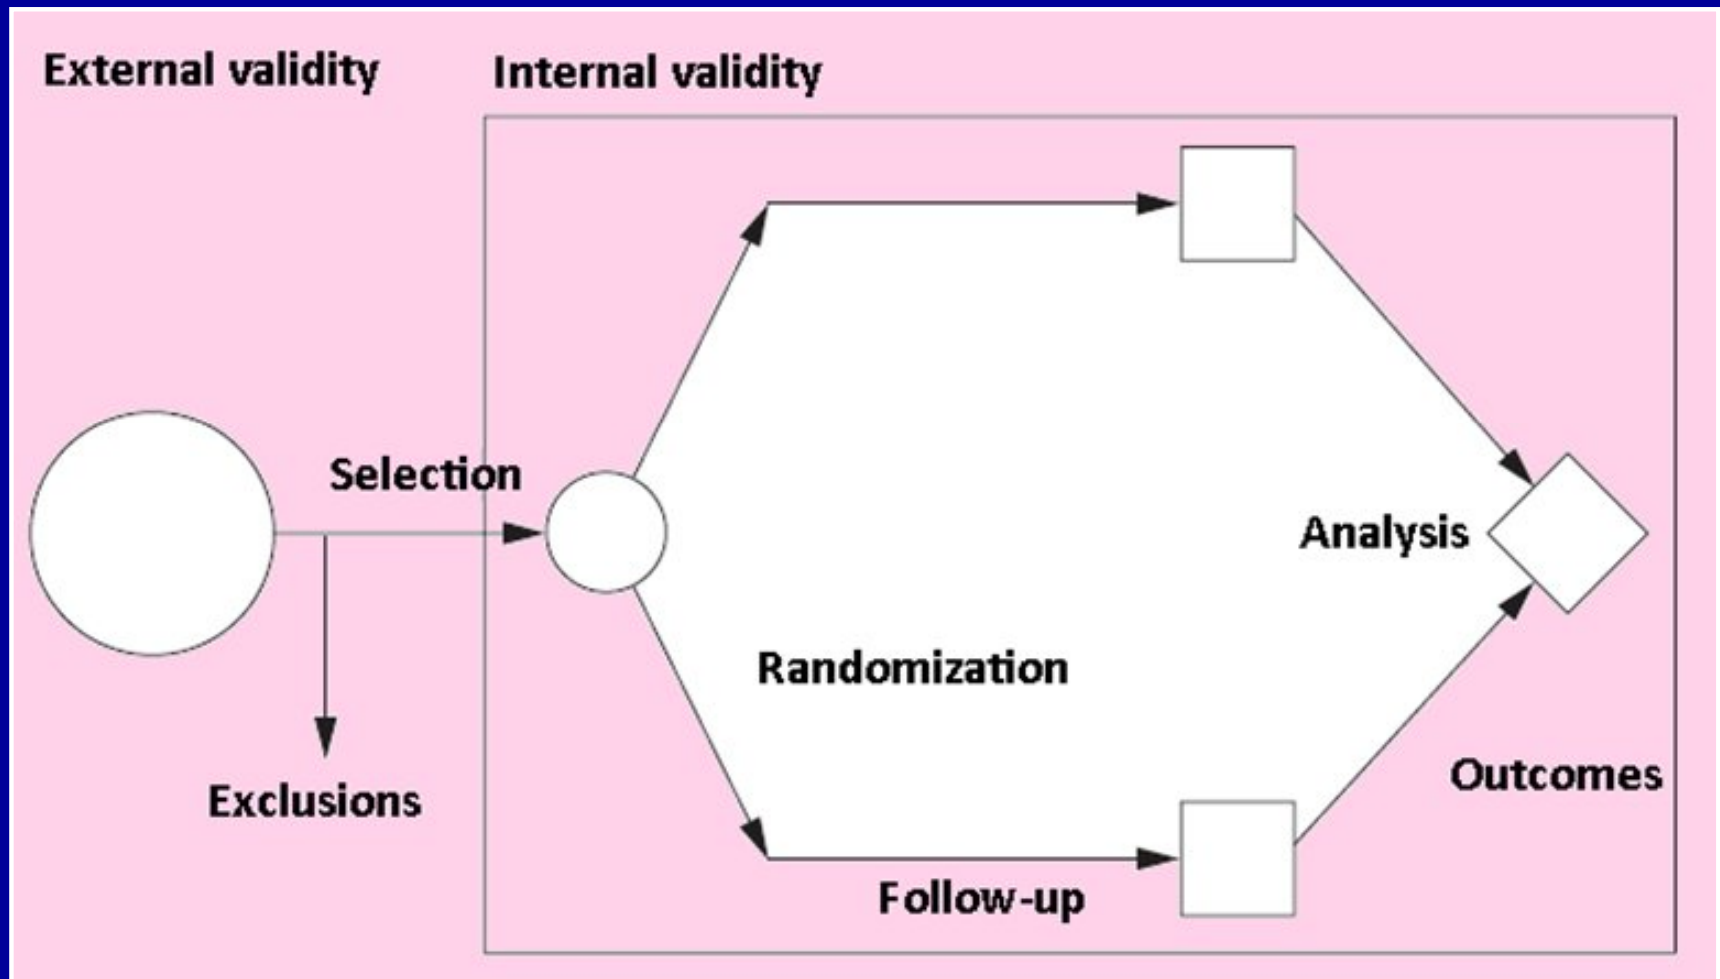 External validity
Internal validity
Selection
Analysis
Randomization
Outcomes
Exclusions
Follow-up